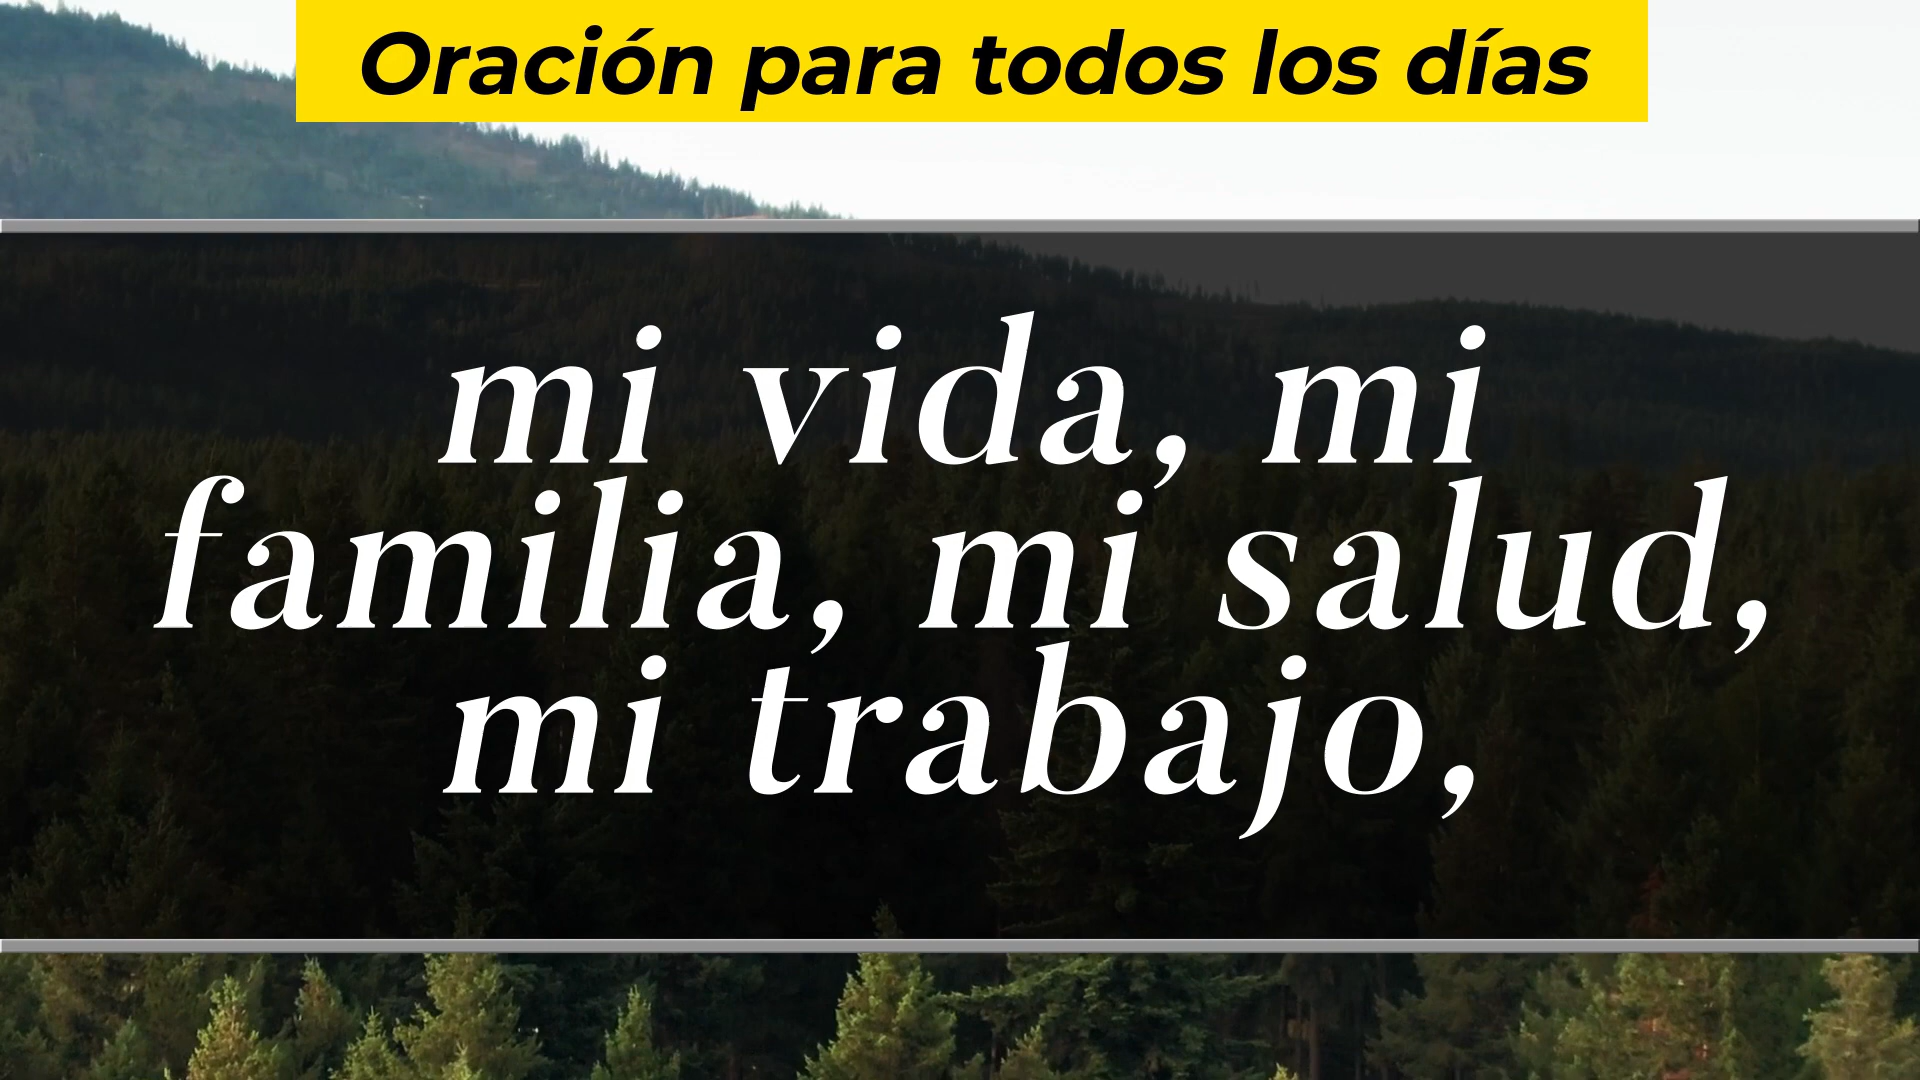 Oración para todos los días
mi vida, mi
familia, mi salud,
mi trabajo,